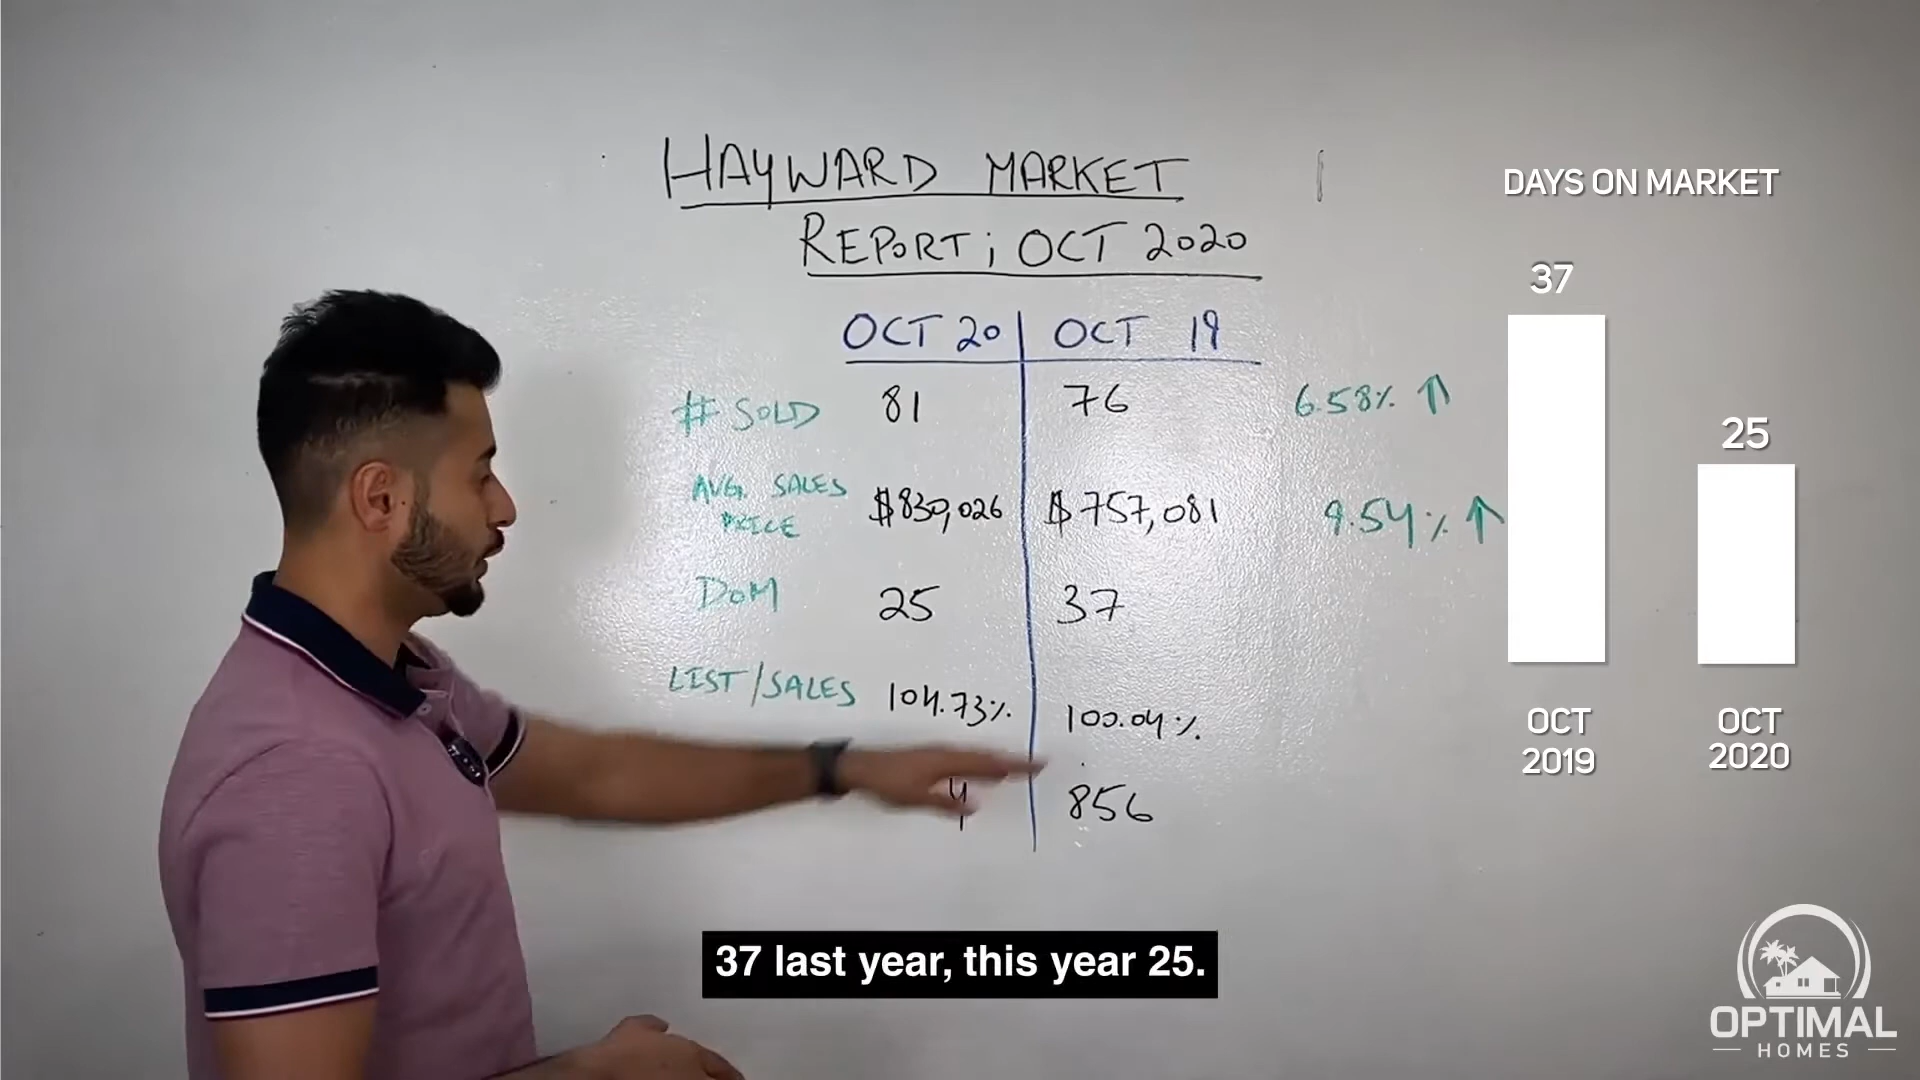 HAYWARD MARKET
REPORT; OCT 2020
OCT 20 OCT 19
# SOLD 81 76 6.58% ↑
AVG. SALES
PRICE $830,026 $757,081 9.54% ↑
DOM 25 37
LIST/SALES 104.73% 100.04%
4 856
DAYS ON MARKET
37
25
OCT
2019
OCT
2020
37 last year, this year 25.
OPTIMAL
HOMES